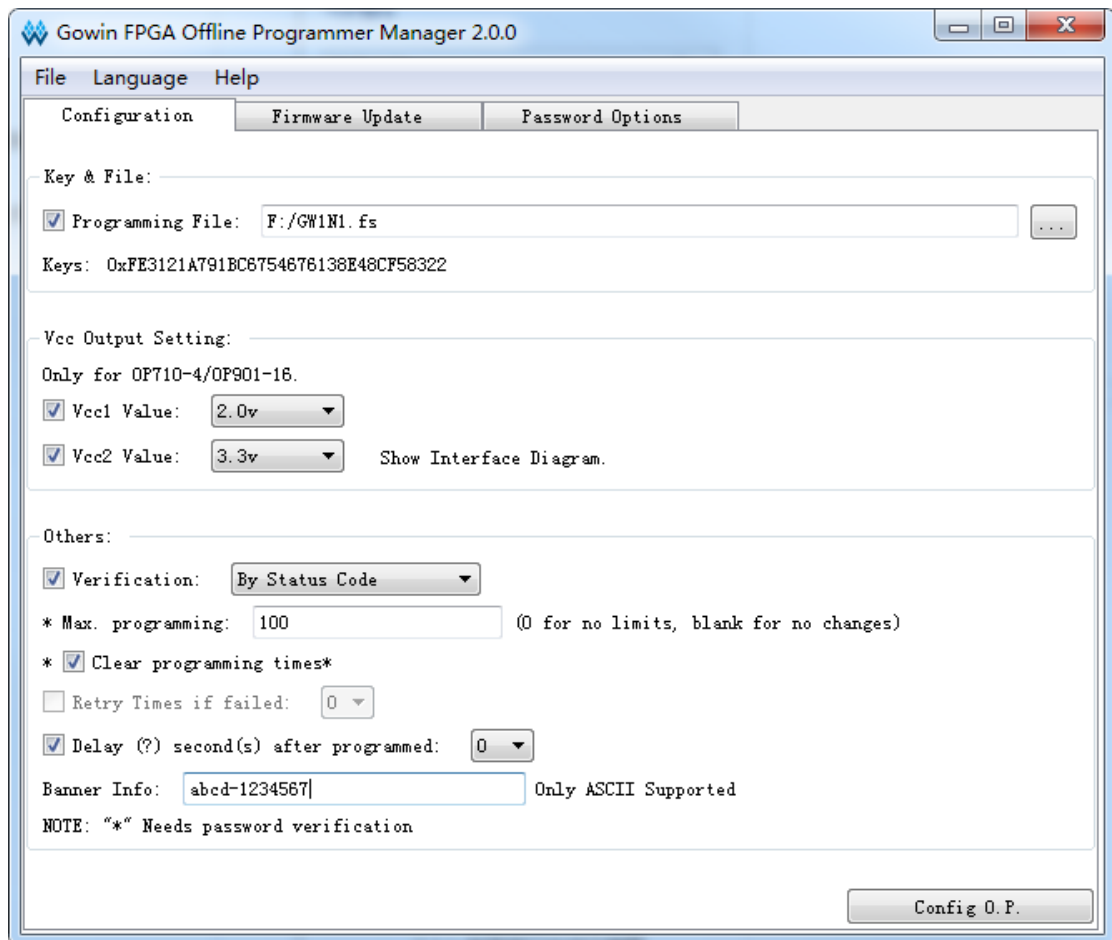 Gowin FPGA Offline Programmer Manager 2.0.0
File Language Help
Configuration Firmware Update Password Options
Key & File:
Programming File: F:/GW1N1.fs ...
Keys: 0xFE3121A791BC6754676138E48CF58322
Vcc Output Setting:
Only for OP710-4/OP901-16.
Vcc1 Value: 2.0v
Vcc2 Value: 3.3v Show Interface Diagram.
Others:
Verification: By Status Code
* Max. programming: 100 (0 for no limits, blank for no changes)
* Clear programming times*
Retry Times if failed: 0
Delay (?) second(s) after programmed: 0
Banner Info: abcd-1234567 Only ASCII Supported
NOTE: "*" Needs password verification
Config O.P.